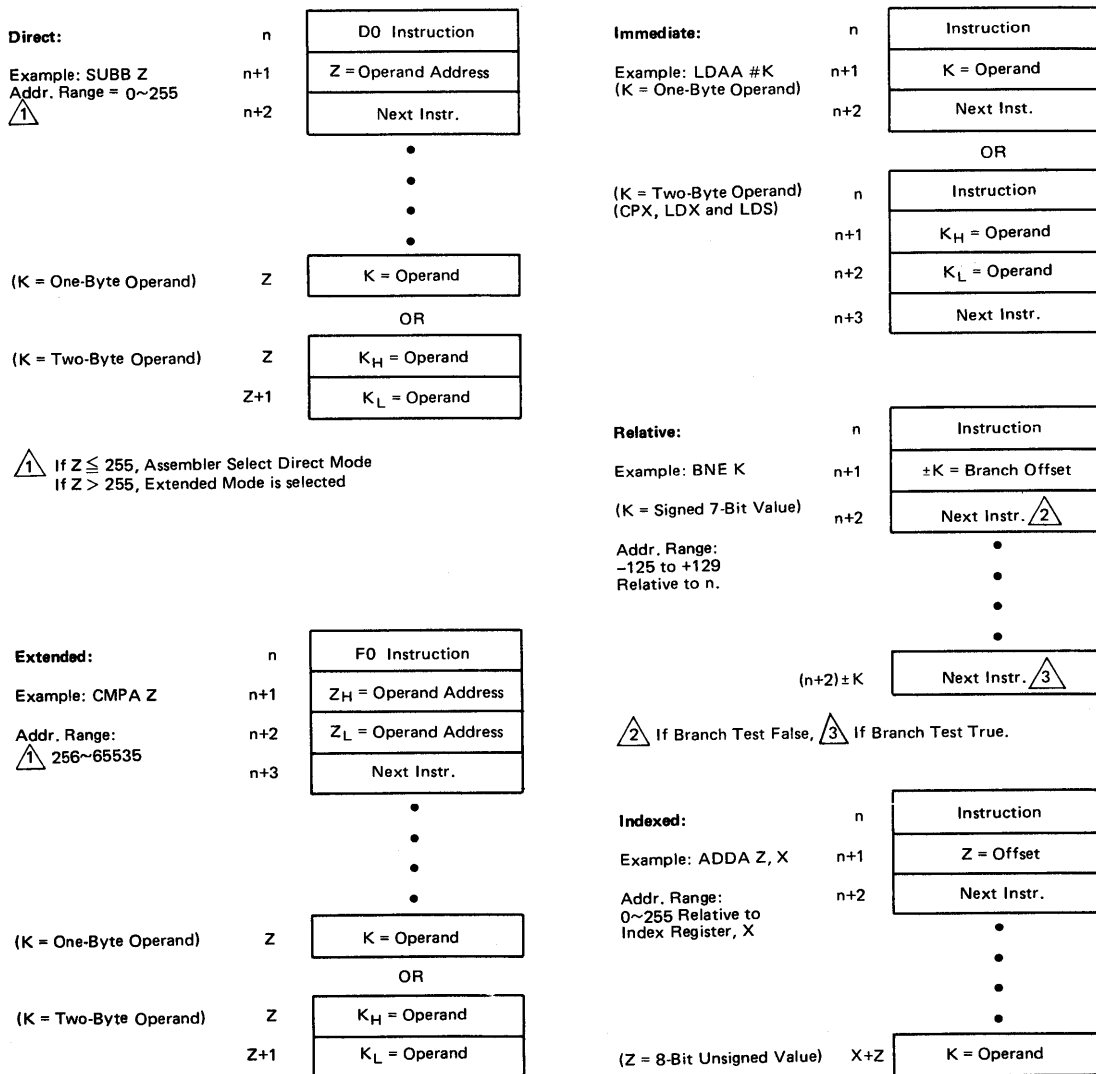 Direct:
n
D0 Instruction
Example: SUBB Z
n+1
Z = Operand Address
Addr. Range = 0~255
1
n+2
Next Instr.
(K = One-Byte Operand)
Z
K = Operand
OR
(K = Two-Byte Operand)
Z
K_H = Operand
Z+1
K_L = Operand
1 If Z ≦ 255, Assembler Select Direct Mode
If Z > 255, Extended Mode is selected
Extended:
n
F0 Instruction
Example: CMPA Z
n+1
Z_H = Operand Address
Addr. Range:
n+2
Z_L = Operand Address
1 256~65535
n+3
Next Instr.
(K = One-Byte Operand)
Z
K = Operand
OR
(K = Two-Byte Operand)
Z
K_H = Operand
Z+1
K_L = Operand
Immediate:
n
Instruction
Example: LDAA #K
n+1
K = Operand
(K = One-Byte Operand)
n+2
Next Inst.
OR
(K = Two-Byte Operand)
n
Instruction
(CPX, LDX and LDS)
n+1
K_H = Operand
n+2
K_L = Operand
n+3
Next Instr.
Relative:
n
Instruction
Example: BNE K
n+1
±K = Branch Offset
(K = Signed 7-Bit Value)
n+2
Next Instr. 2
Addr. Range:
–125 to +129
Relative to n.
(n+2) ± K
Next Instr. 3
2 If Branch Test False, 3 If Branch Test True.
Indexed:
n
Instruction
Example: ADDA Z, X
n+1
Z = Offset
Addr. Range:
n+2
Next Instr.
0~255 Relative to
Index Register, X
(Z = 8-Bit Unsigned Value)
X+Z
K = Operand